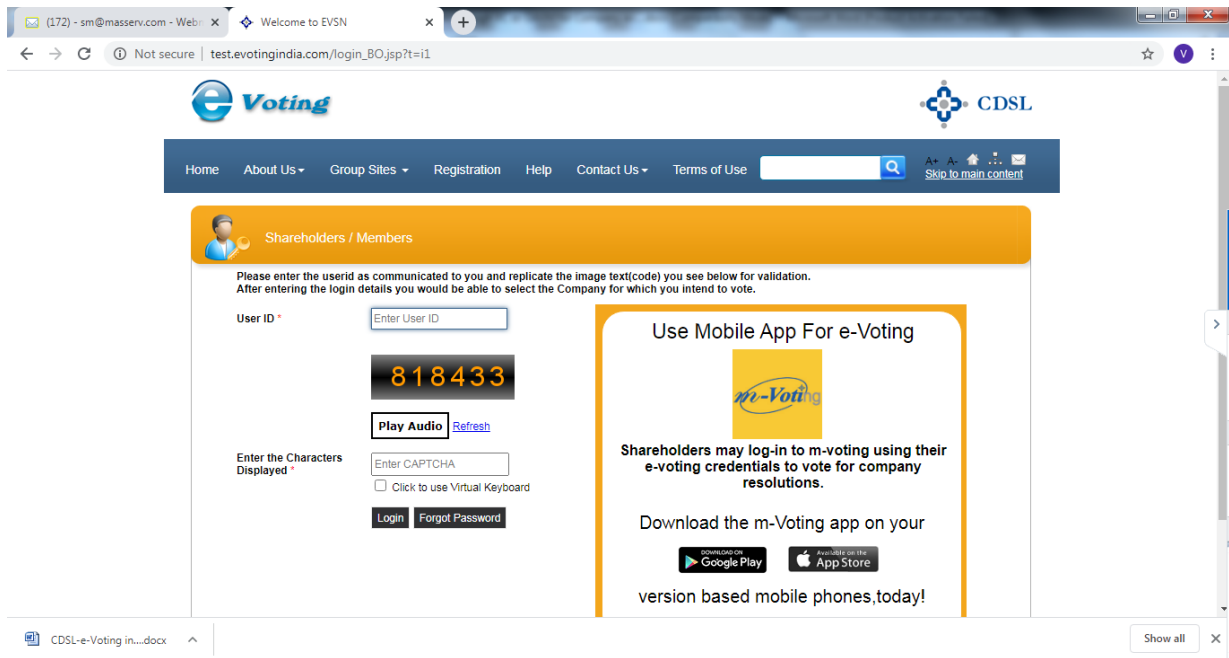 (172) - sm@masserv.com - Webm
Welcome to EVSN
Not secure | test.evotingindia.com/login_BO.jsp?t=i1
V
e Voting
CDSL
Home About Us Group Sites Registration Help Contact Us Terms of Use
A+ A-
Skip to main content
Shareholders / Members
Please enter the userid as communicated to you and replicate the image text(code) you see below for validation.
After entering the login details you would be able to select the Company for which you intend to vote.
User ID *
Enter User ID
818433
Play Audio Refresh
Enter the Characters
Displayed *
Enter CAPTCHA
Click to use Virtual Keyboard
Login Forgot Password
Use Mobile App For e-Voting
m-Voting
Shareholders may log-in to m-voting using their
e-voting credentials to vote for company
resolutions.
Download the m-Voting app on your
DOWNLOAD ON
Google Play
Available on the
App Store
version based mobile phones,today!
CDSL-e-Voting in....docx
Show all